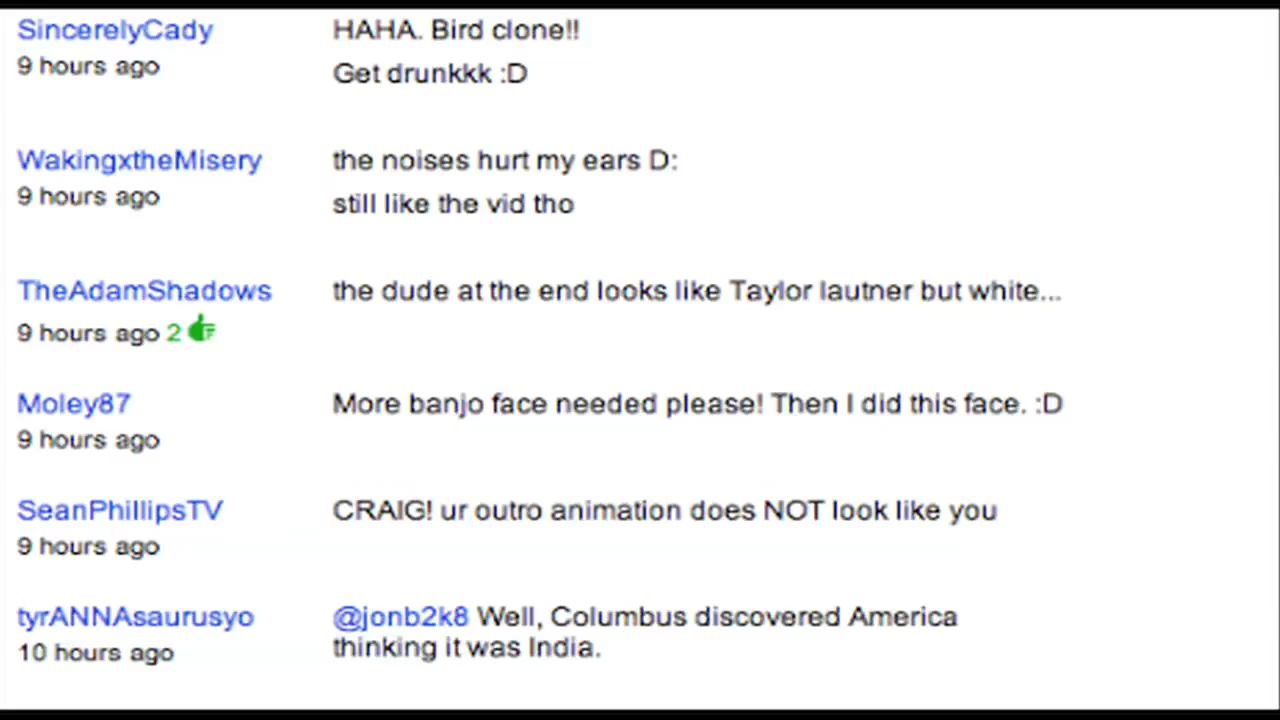 SincerelyCady
HAHA. Bird clone!!
9 hours ago
Get drunkkk :D
WakingxtheMisery
the noises hurt my ears D:
9 hours ago
still like the vid tho
TheAdamShadows
the dude at the end looks like Taylor lautner but white...
9 hours ago 2
Moley87
More banjo face needed please! Then I did this face. :D
9 hours ago
SeanPhillipsTV
CRAIG! ur outro animation does NOT look like you
9 hours ago
tyrANNAsaurusyo
@jonb2k8 Well, Columbus discovered America
thinking it was India.
10 hours ago